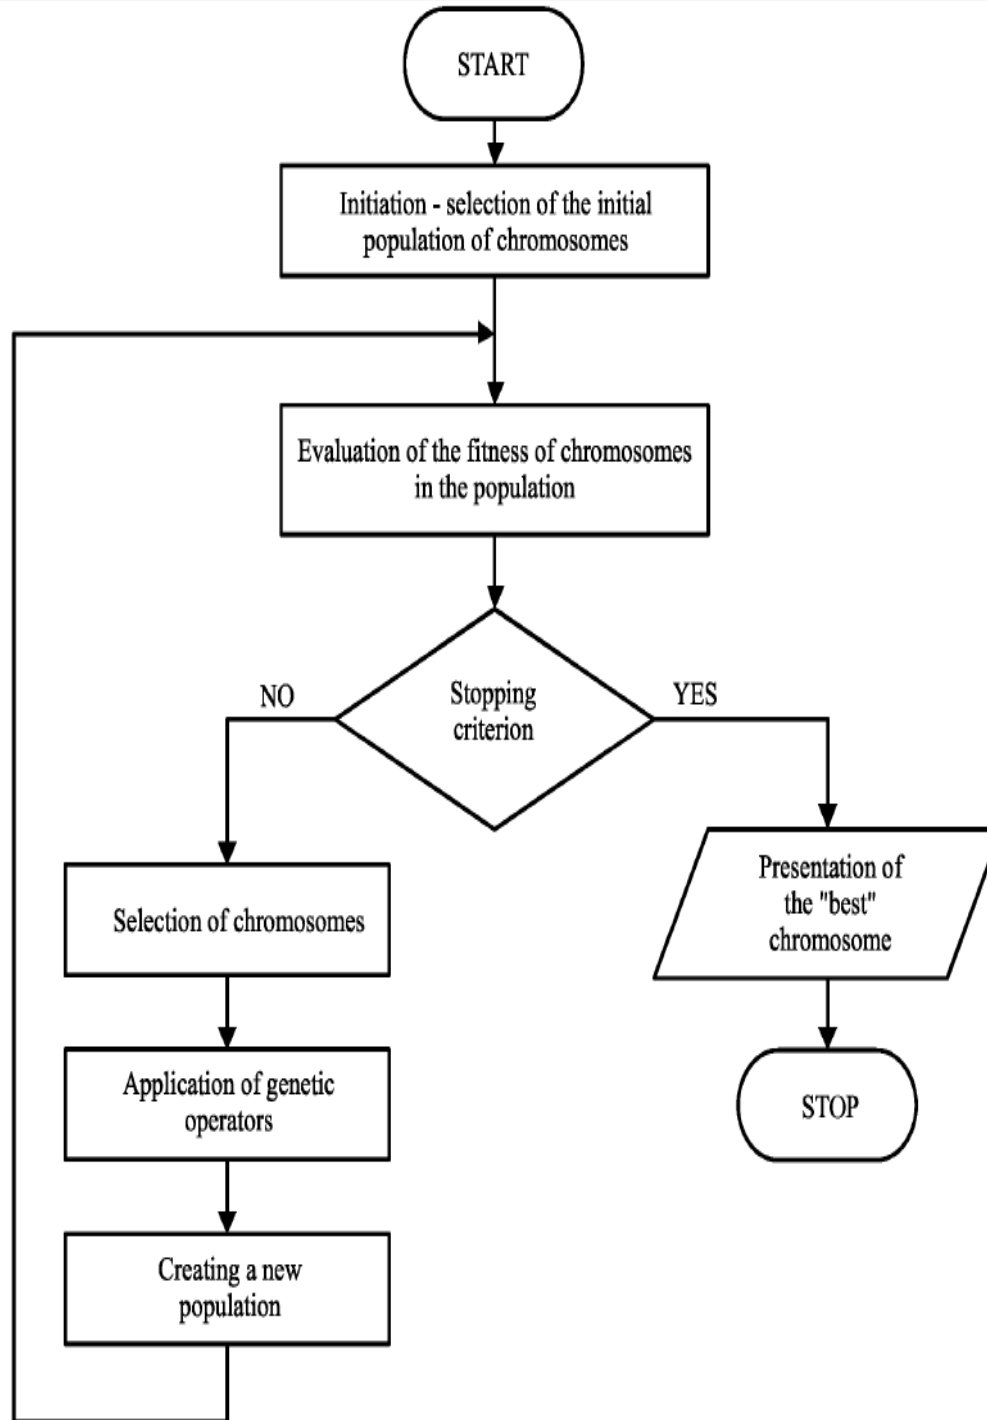 START
Initiation - selection of the initial
population of chromosomes
Evaluation of the fitness of chromosomes
in the population
Stopping
criterion
NO
YES
Selection of chromosomes
Application of genetic
operators
Creating a new
population
Presentation of
the "best"
chromosome
STOP